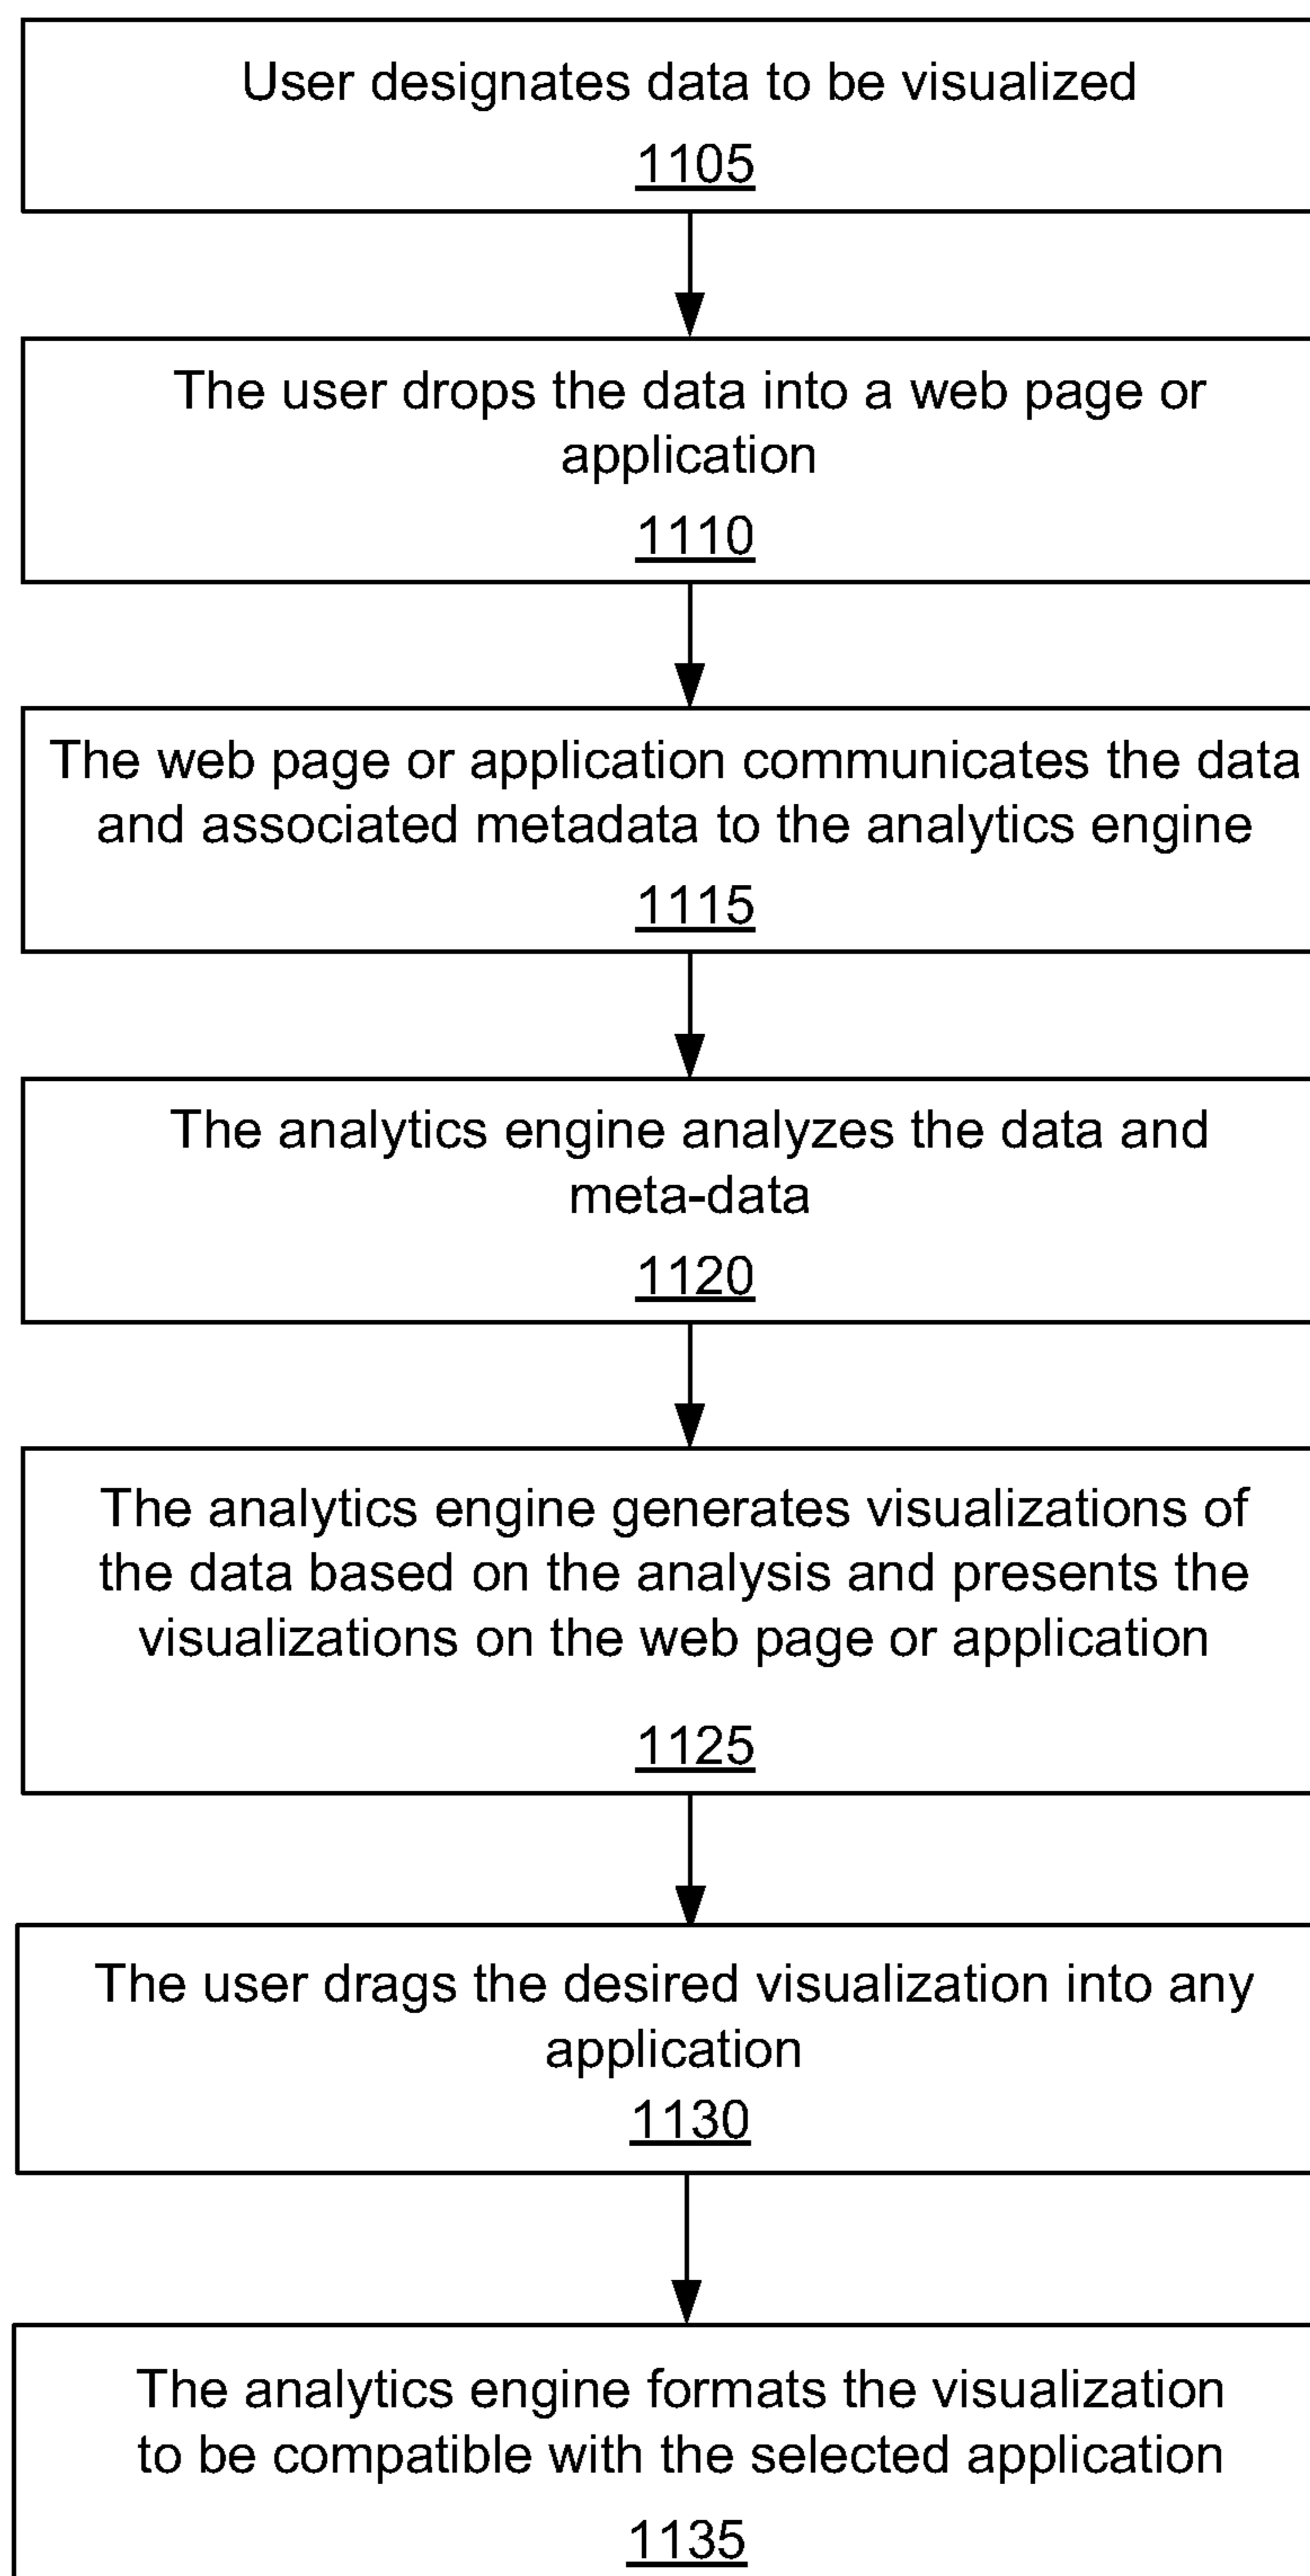 User designates data to be visualized
1105
The user drops the data into a web page or
application
1110
The web page or application communicates the data
and associated metadata to the analytics engine
1115
The analytics engine analyzes the data and
meta-data
1120
The analytics engine generates visualizations of
the data based on the analysis and presents the
visualizations on the web page or application
1125
The user drags the desired visualization into any
application
1130
The analytics engine formats the visualization
to be compatible with the selected application
1135